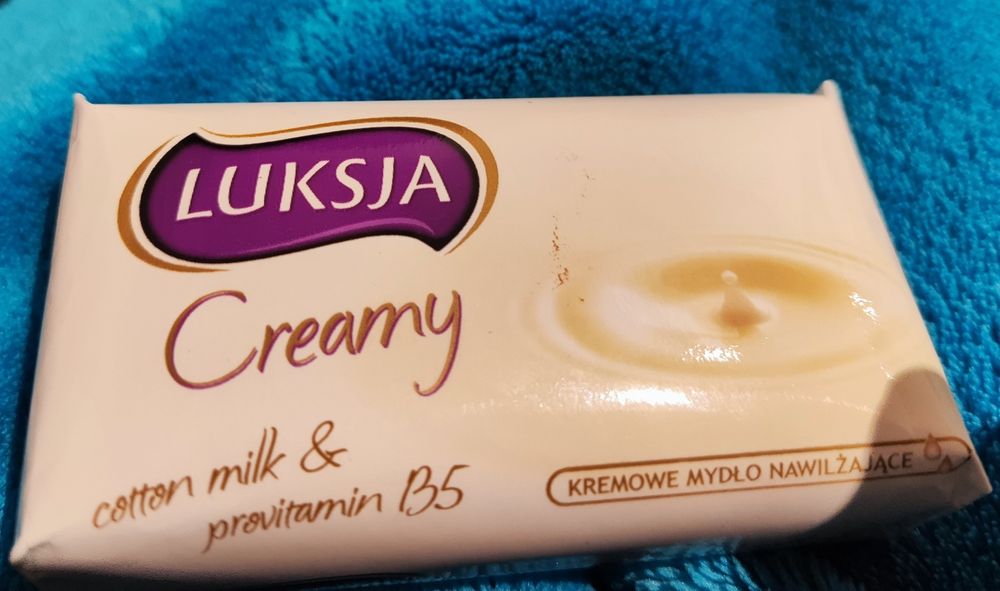 LUKSJA
Creamy
cotton milk &
provitamin B5
KREMOWE MYDŁO NAWILŻAJĄCE